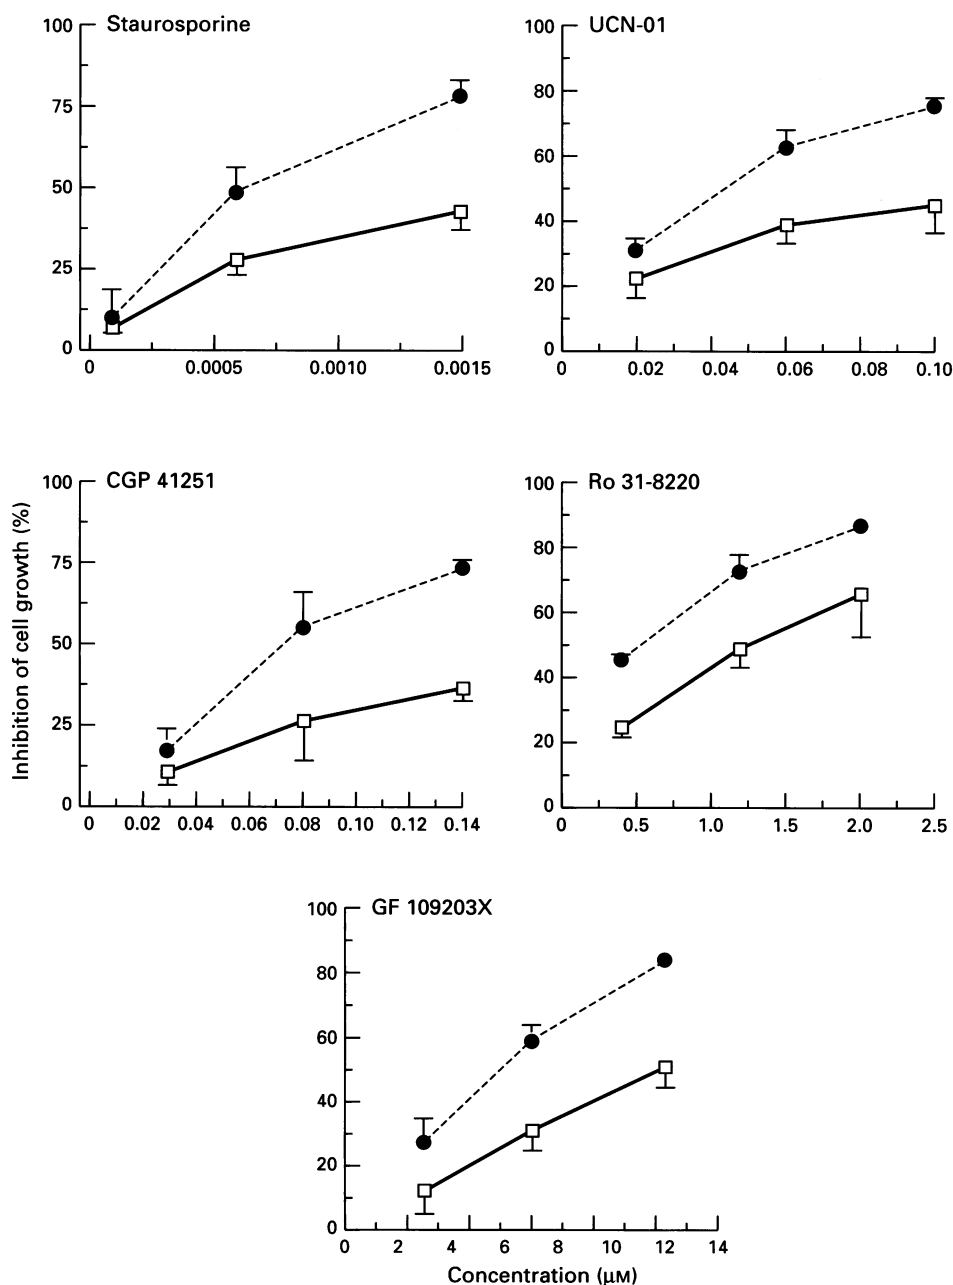 Staurosporine
100
75
50
25
0
0 0.0005 0.0010 0.0015
UCN-01
100
80
60
40
20
0
0 0.02 0.04 0.06 0.08 0.10
Inhibition of cell growth (%)
CGP 41251
100
75
50
25
0
0 0.02 0.04 0.06 0.08 0.10 0.12 0.14
Ro 31-8220
100
80
60
40
20
0
0 0.5 1.0 1.5 2.0 2.5
GF 109203X
100
80
60
40
20
0
0 2 4 6 8 10 12 14
Concentration (μM)